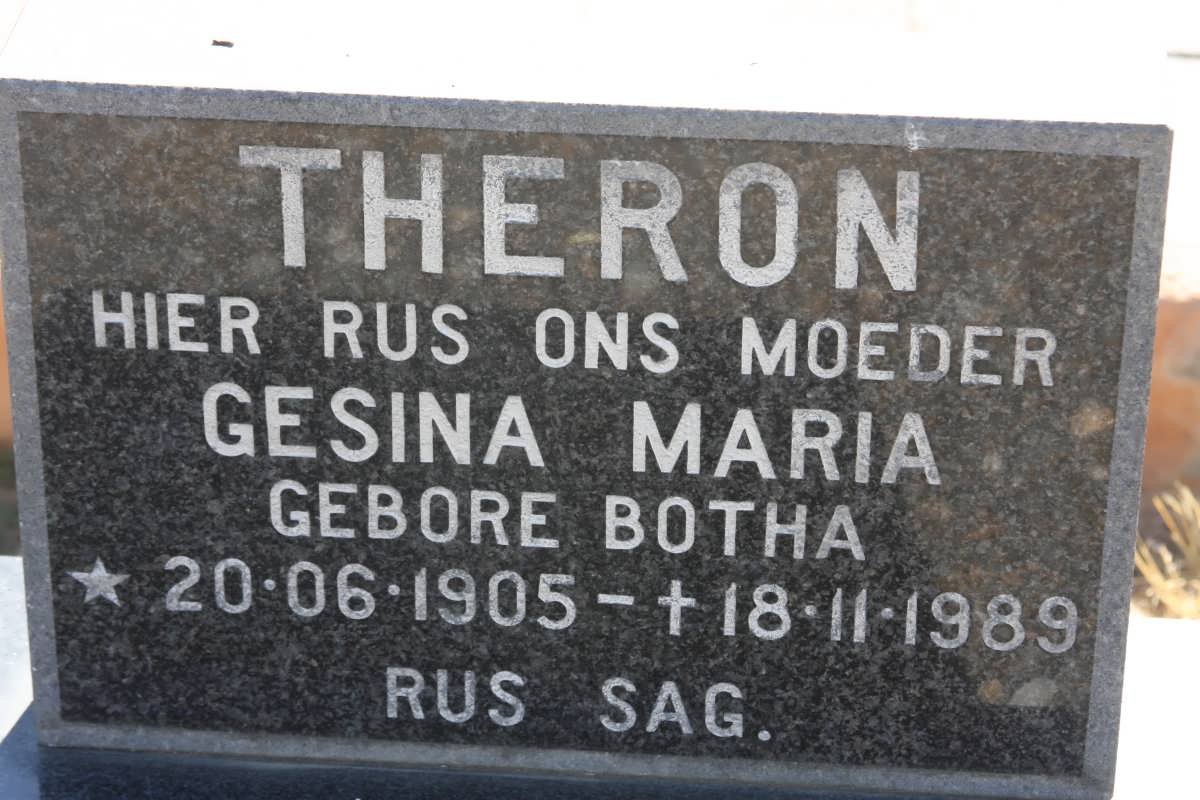 THERON
HIER RUS ONS MOEDER
GESINA MARIA
GEBORE BOTHA
★ 20·06·1905 – † 18·11·1989
RUS SAG.